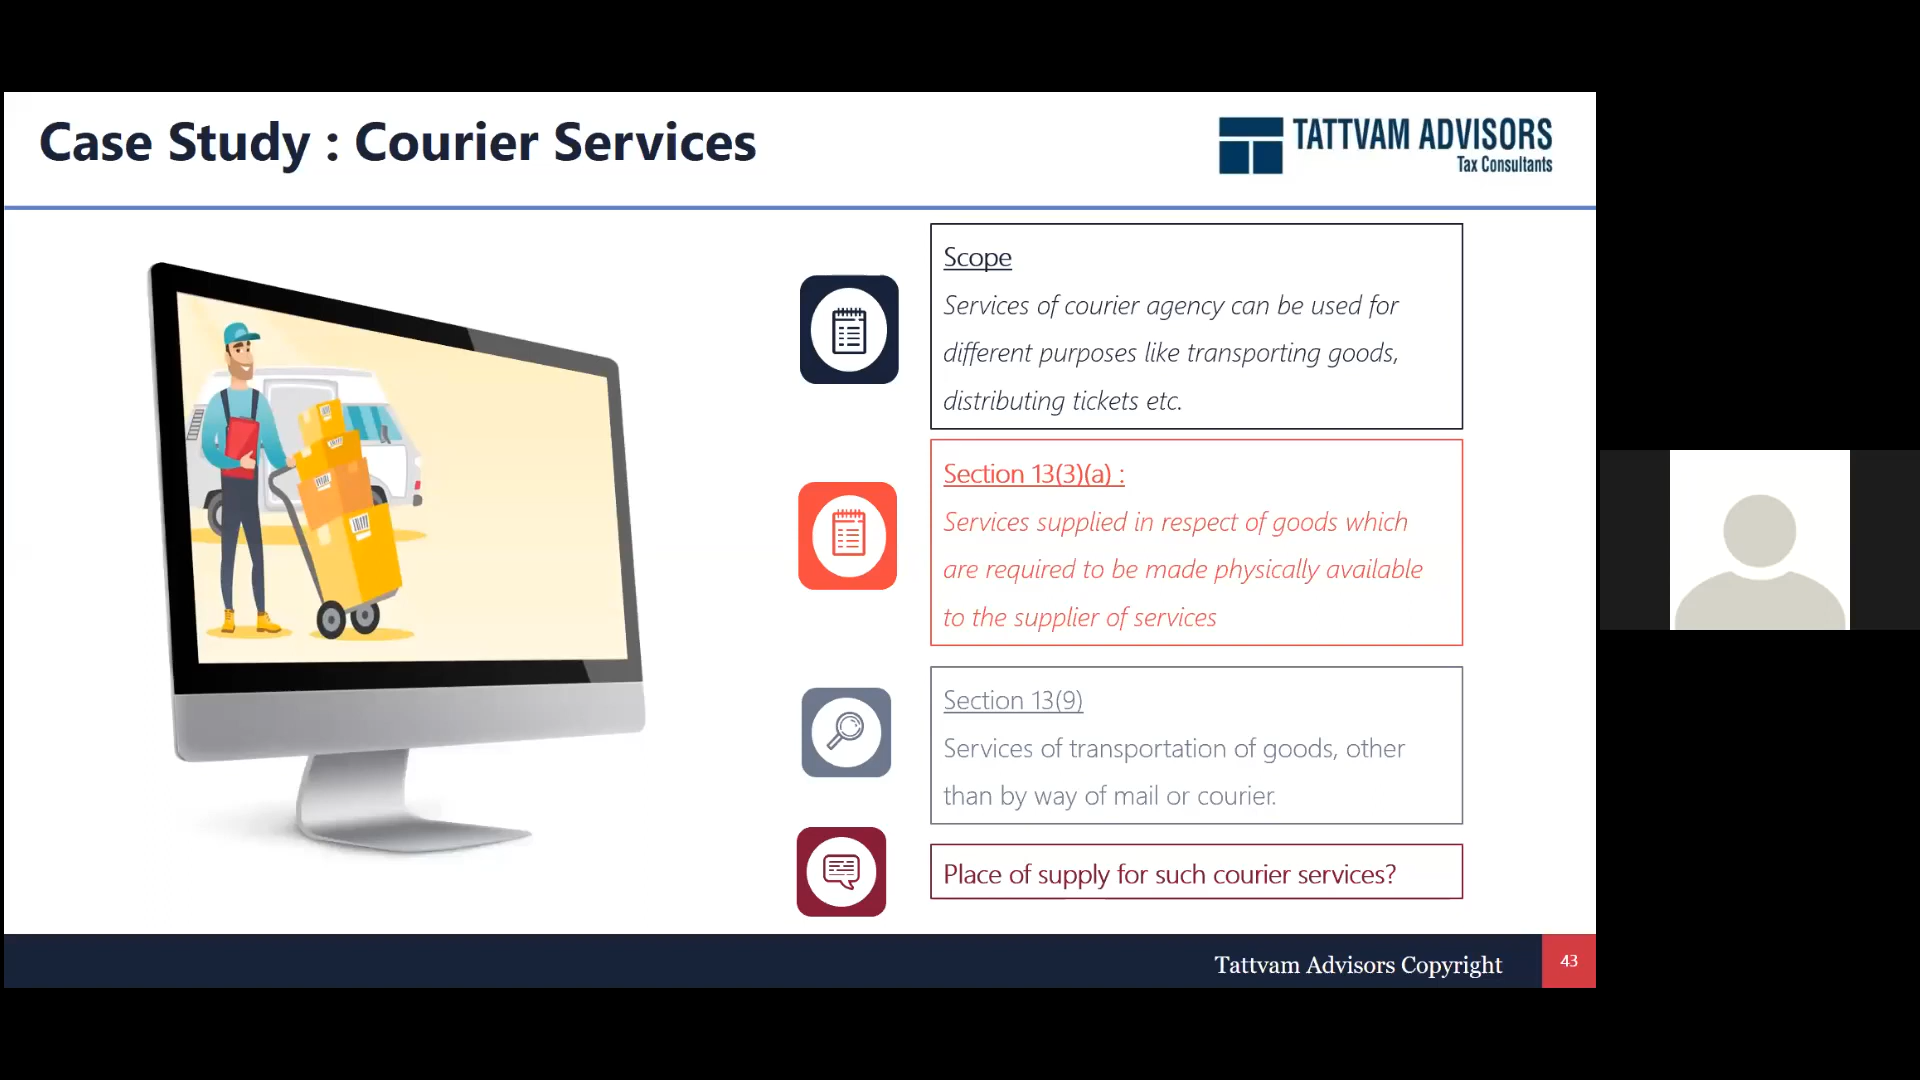 Case Study : Courier Services
TATTVAM ADVISORS
Tax Consultants
Scope
Services of courier agency can be used for
different purposes like transporting goods,
distributing tickets etc.
Section 13(3)(a) :
Services supplied in respect of goods which
are required to be made physically available
to the supplier of services
Section 13(9)
Services of transportation of goods, other
than by way of mail or courier.
Place of supply for such courier services?
Tattvam Advisors Copyright
43